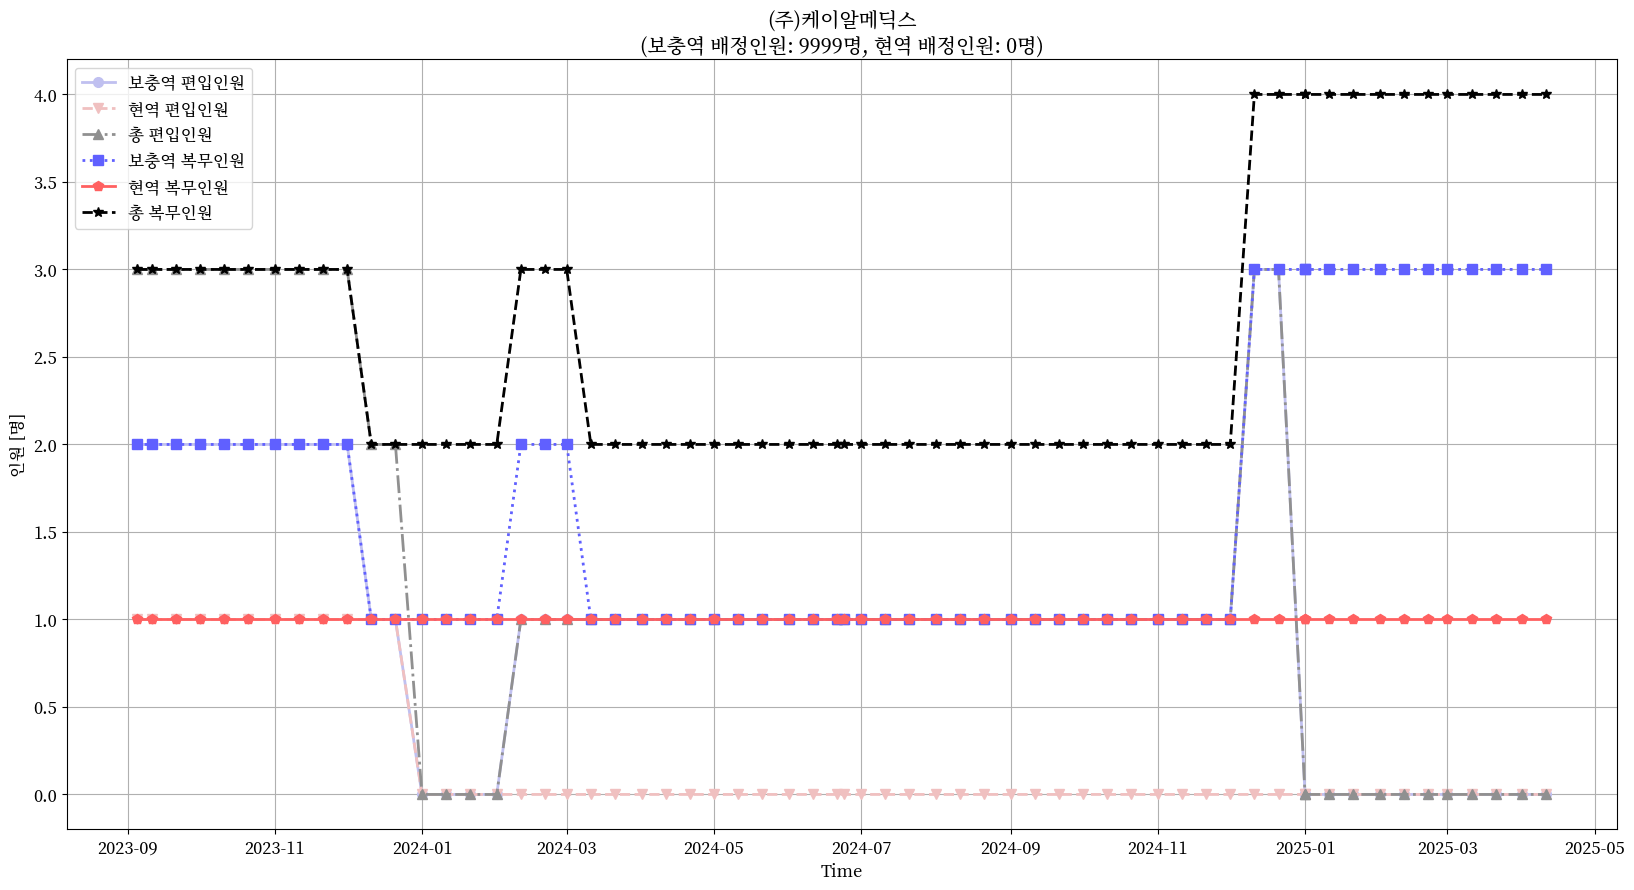 (주)케이알메딕스
(보충역 배정인원: 9999명, 현역 배정인원: 0명)
보충역 편입인원
현역 편입인원
총 편입인원
보충역 복무인원
현역 복무인원
총 복무인원
인원 [명]
4.0
3.5
3.0
2.5
2.0
1.5
1.0
0.5
0.0
2023-09 2023-11 2024-01 2024-03 2024-05 2024-07 2024-09 2024-11 2025-01 2025-03 2025-05
Time